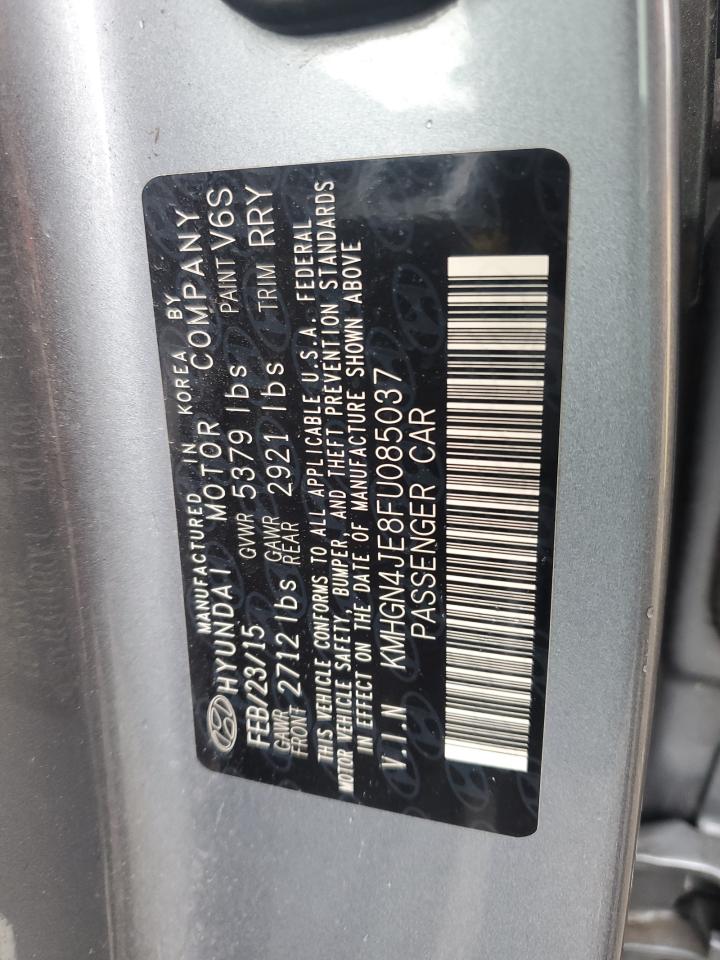 MANUFACTURED IN KOREA BY
HYUNDAI MOTOR COMPANY
FEB/23/15 GVWR 5379 lbs PAINT V6S
GAWR FRONT 2712 lbs GAWR REAR 2921 lbs TRIM RRY
THIS VEHICLE CONFORMS TO ALL APPLICABLE U.S.A. FEDERAL
MOTOR VEHICLE SAFETY, BUMPER, AND THEFT PREVENTION STANDARDS
IN EFFECT ON THE DATE OF MANUFACTURE SHOWN ABOVE
V.I.N KMHGN4JE8FU085037
PASSENGER CAR